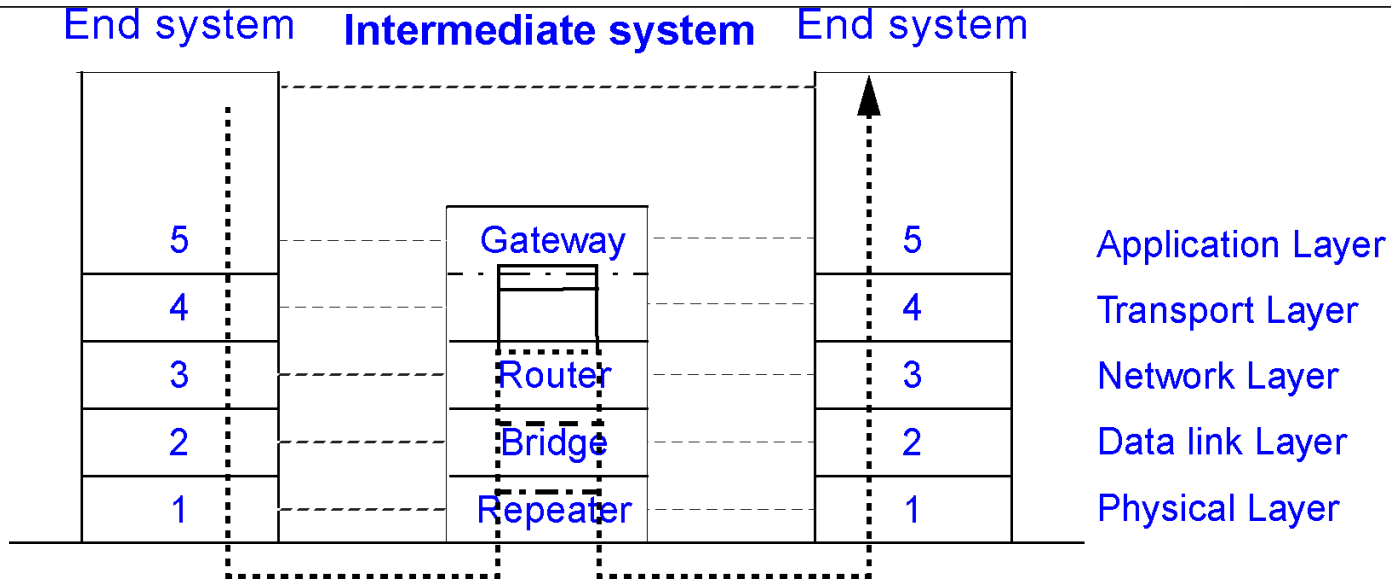 End system Intermediate system End system
5 Gateway 5 Application Layer
4 4 Transport Layer
3 Router 3 Network Layer
2 Bridge 2 Data link Layer
1 Repeater 1 Physical Layer